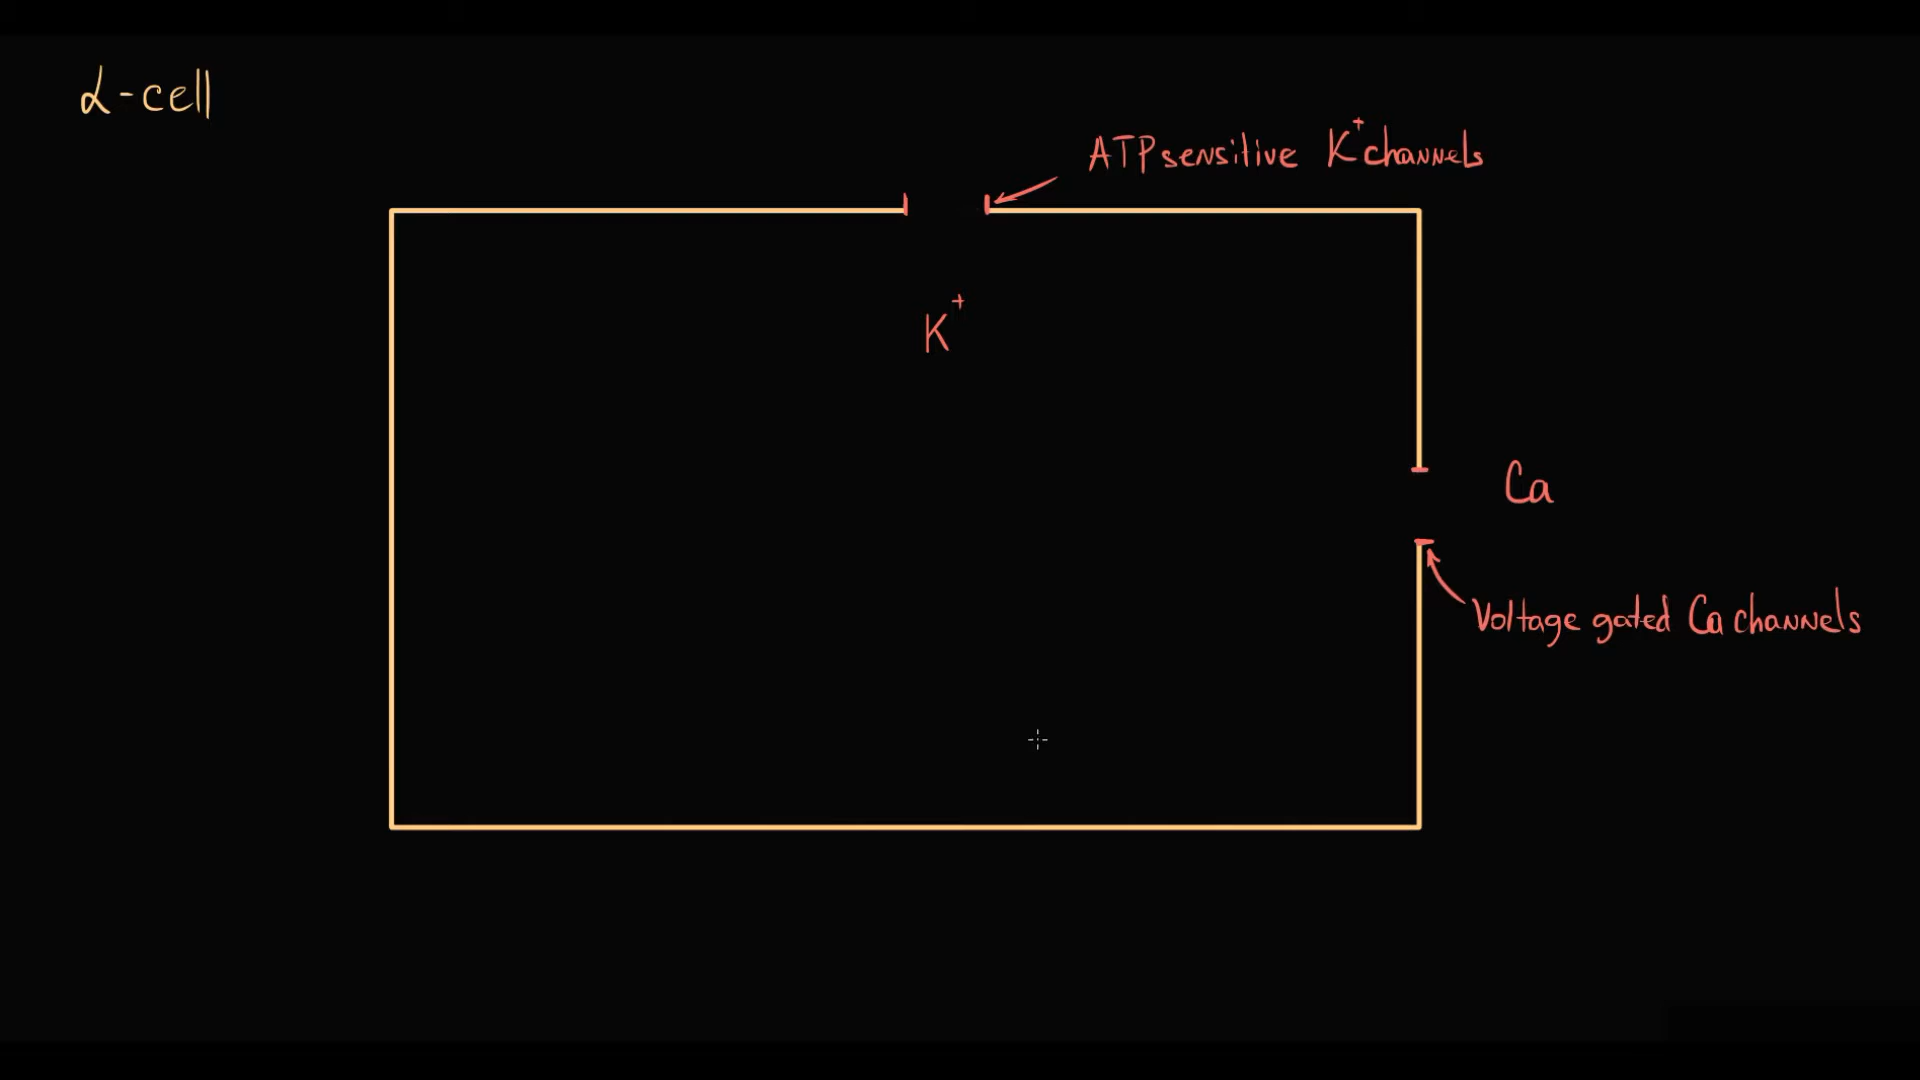 α-cell
ATP sensitive K⁺ channels
K⁺
Ca
Voltage gated Ca channels